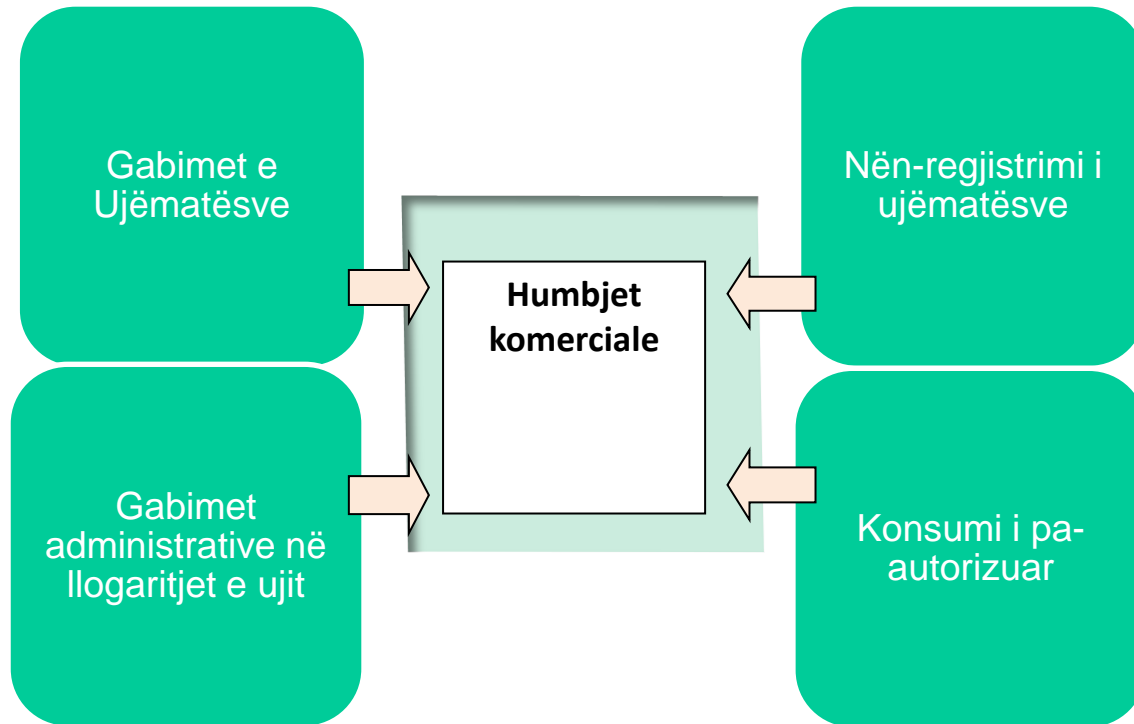 Gabimet e
Ujëmatësve
Nën-regjistrimi i
ujëmatësve
Humbjet
komerciale
Gabimet
administrative në
llogaritjet e ujit
Konsumi i pa-
autorizuar